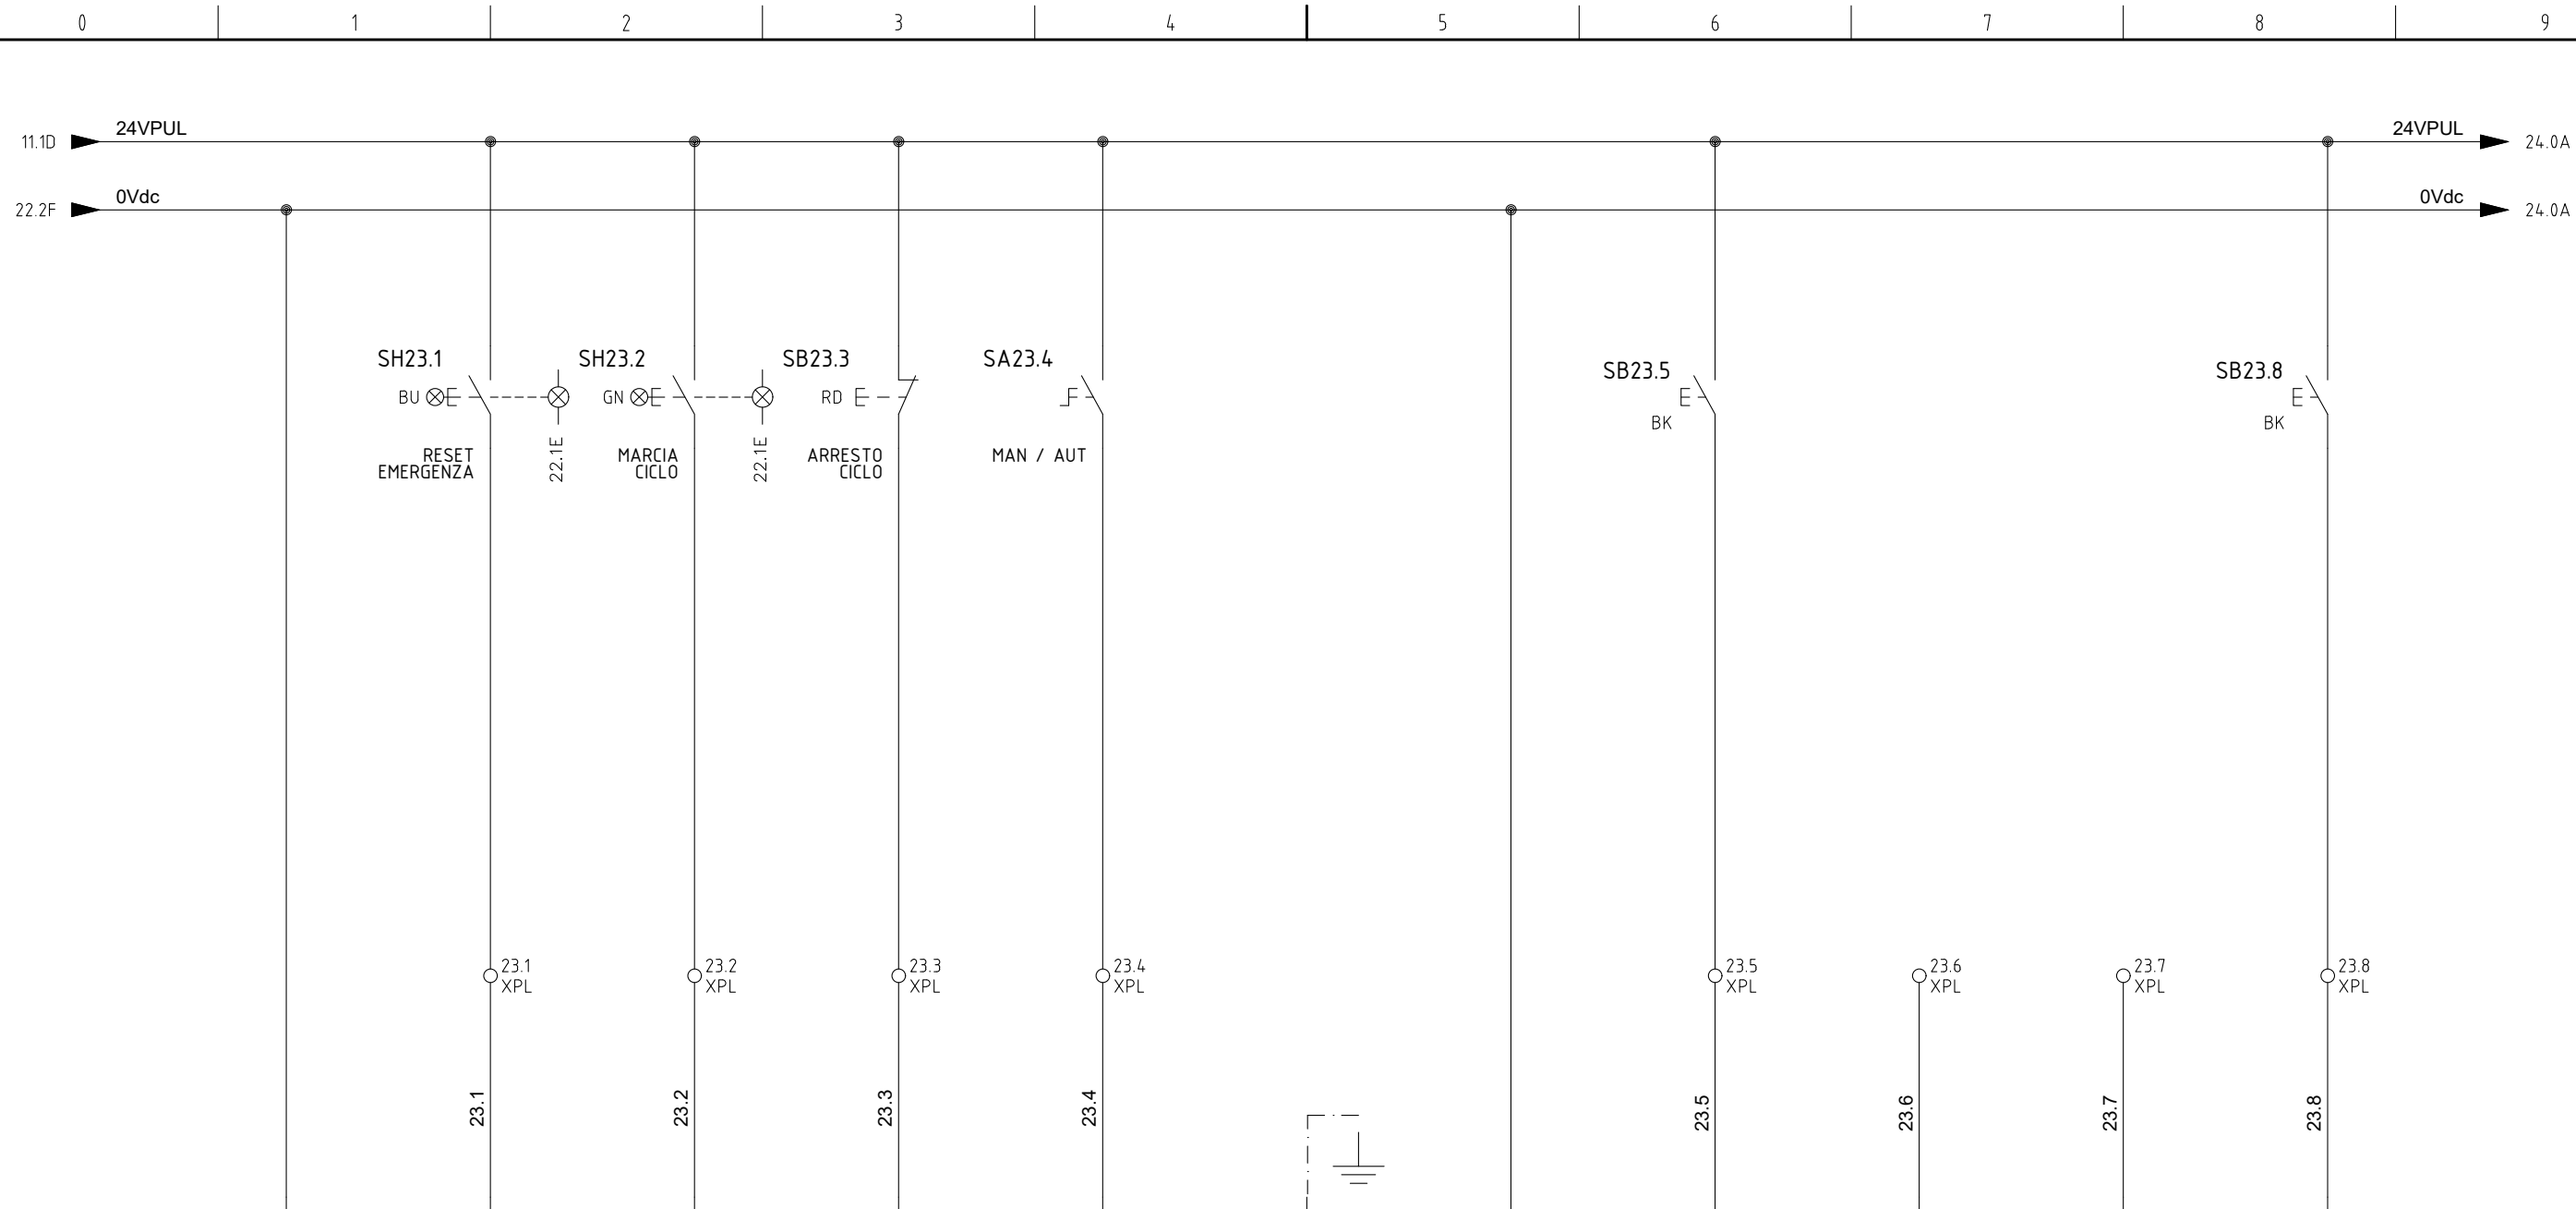 0 1 2 3 4 5 6 7 8 9
11.1D 24VPUL 24VPUL 24.0A
22.2F 0Vdc 0Vdc 24.0A
SH23.1
BU
RESET
EMERGENZA
22.1E
SH23.2
GN
MARCIA
CICLO
22.1E
SB23.3
RD
ARRESTO
CICLO
SA23.4
MAN / AUT
SB23.5
BK
SB23.8
BK
23.1
XPL
23.2
XPL
23.3
XPL
23.4
XPL
23.5
XPL
23.6
XPL
23.7
XPL
23.8
XPL
23.1
23.2
23.3
23.4
23.5
23.6
23.7
23.8